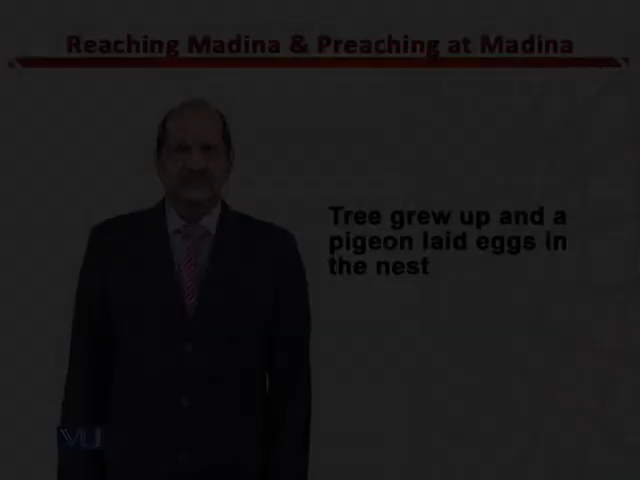 Reaching Madina & Preaching at Madina
Tree grew up and a
pigeon laid eggs in
the nest
VU